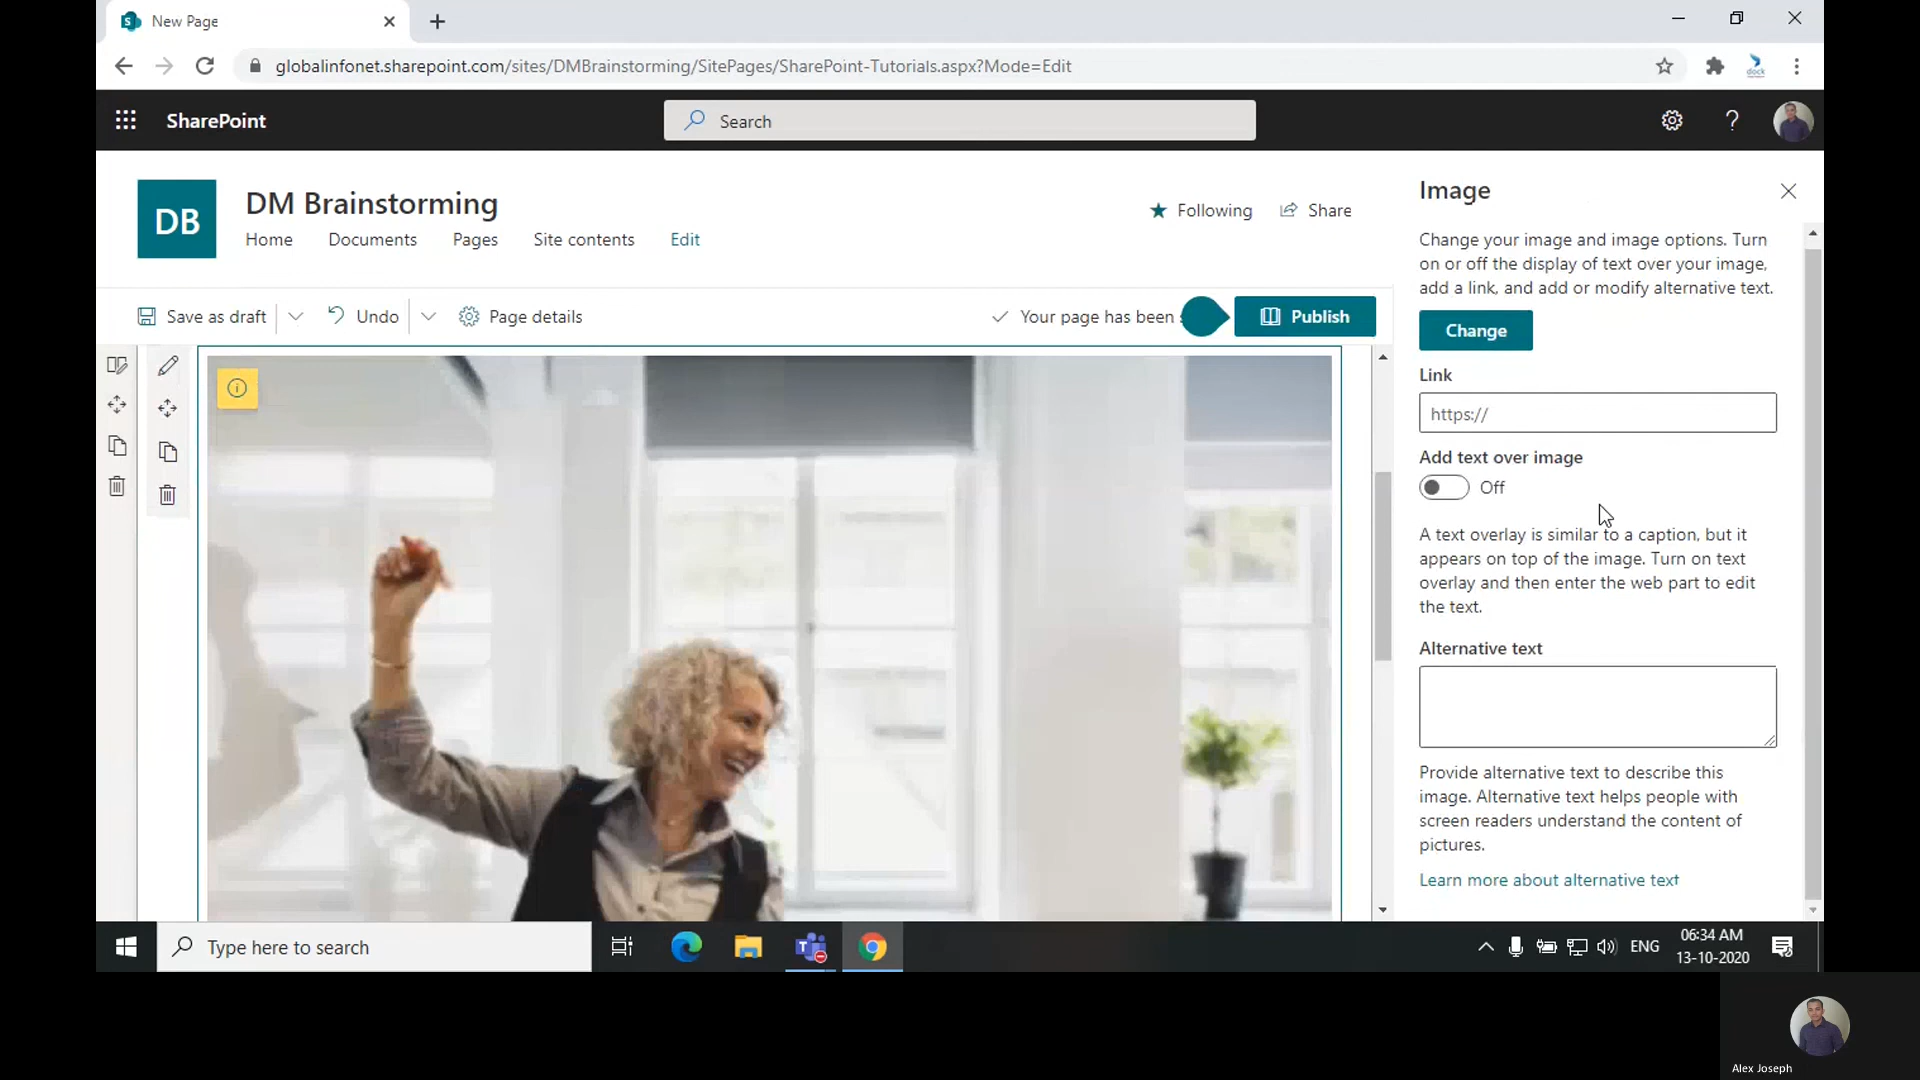 New Page
globalinfonet.sharepoint.com/sites/DMBrainstorming/SitePages/SharePoint-Tutorials.aspx?Mode=Edit
dock
SharePoint
Search
?
DB
DM Brainstorming
Following
Share
Home
Documents
Pages
Site contents
Edit
Save as draft
Undo
Page details
Your page has been
Publish
Image
Change your image and image options. Turn
on or off the display of text over your image,
add a link, and add or modify alternative text.
Change
Link
https://
Add text over image
Off
A text overlay is similar to a caption, but it
appears on top of the image. Turn on text
overlay and then enter the web part to edit
the text.
Alternative text
Provide alternative text to describe this
image. Alternative text helps people with
screen readers understand the content of
pictures.
Learn more about alternative text
Type here to search
ENG
06:34 AM
13-10-2020
Alex Joseph